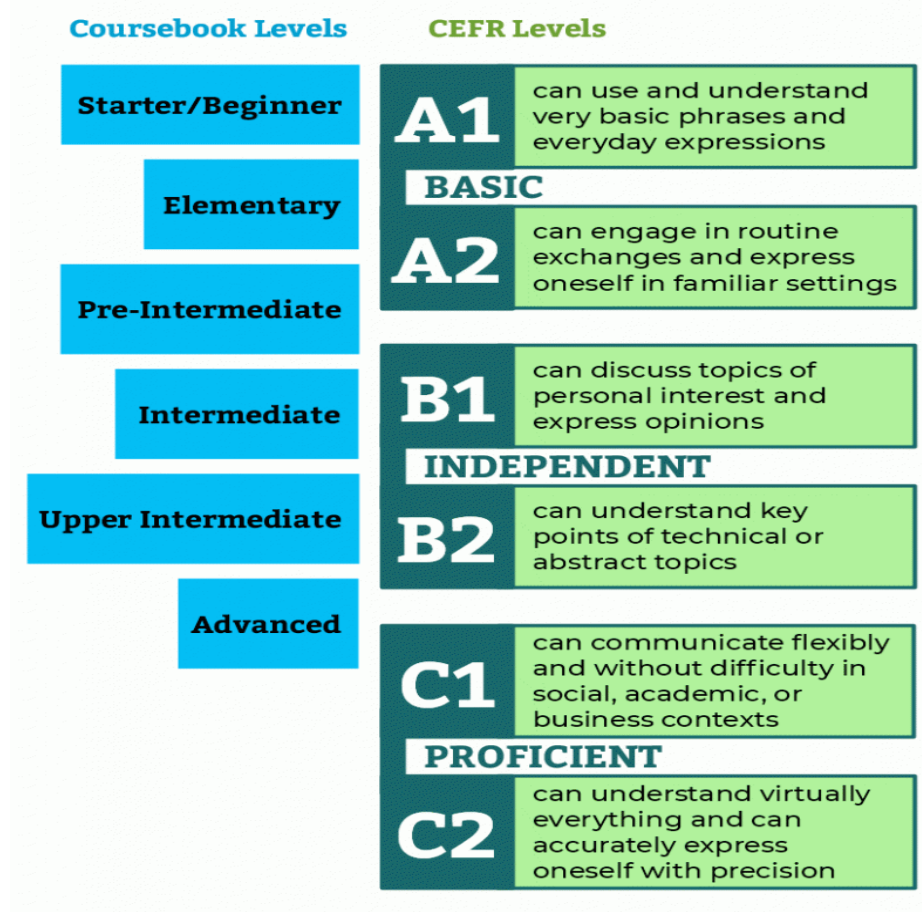 Coursebook Levels
Starter/Beginner
Elementary
Pre-Intermediate
Intermediate
Upper Intermediate
Advanced
CEFR Levels
A1
can use and understand
very basic phrases and
everyday expressions
BASIC
A2
can engage in routine
exchanges and express
oneself in familiar settings
B1
can discuss topics of
personal interest and
express opinions
INDEPENDENT
B2
can understand key
points of technical or
abstract topics
C1
can communicate flexibly
and without difficulty in
social, academic, or
business contexts
PROFICIENT
C2
can understand virtually
everything and can
accurately express
oneself with precision